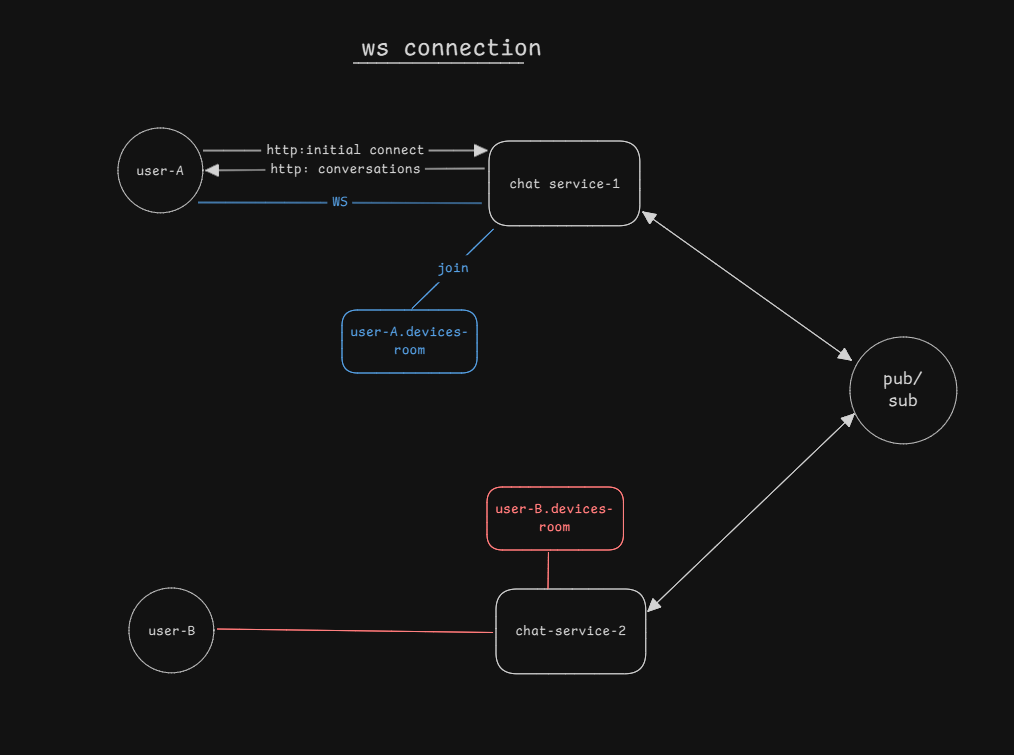 ws connection
http:initial connect
user-A
http: conversations
chat service-1
WS
join
user-A.devices-
room
pub/
sub
user-B.devices-
room
user-B
chat-service-2